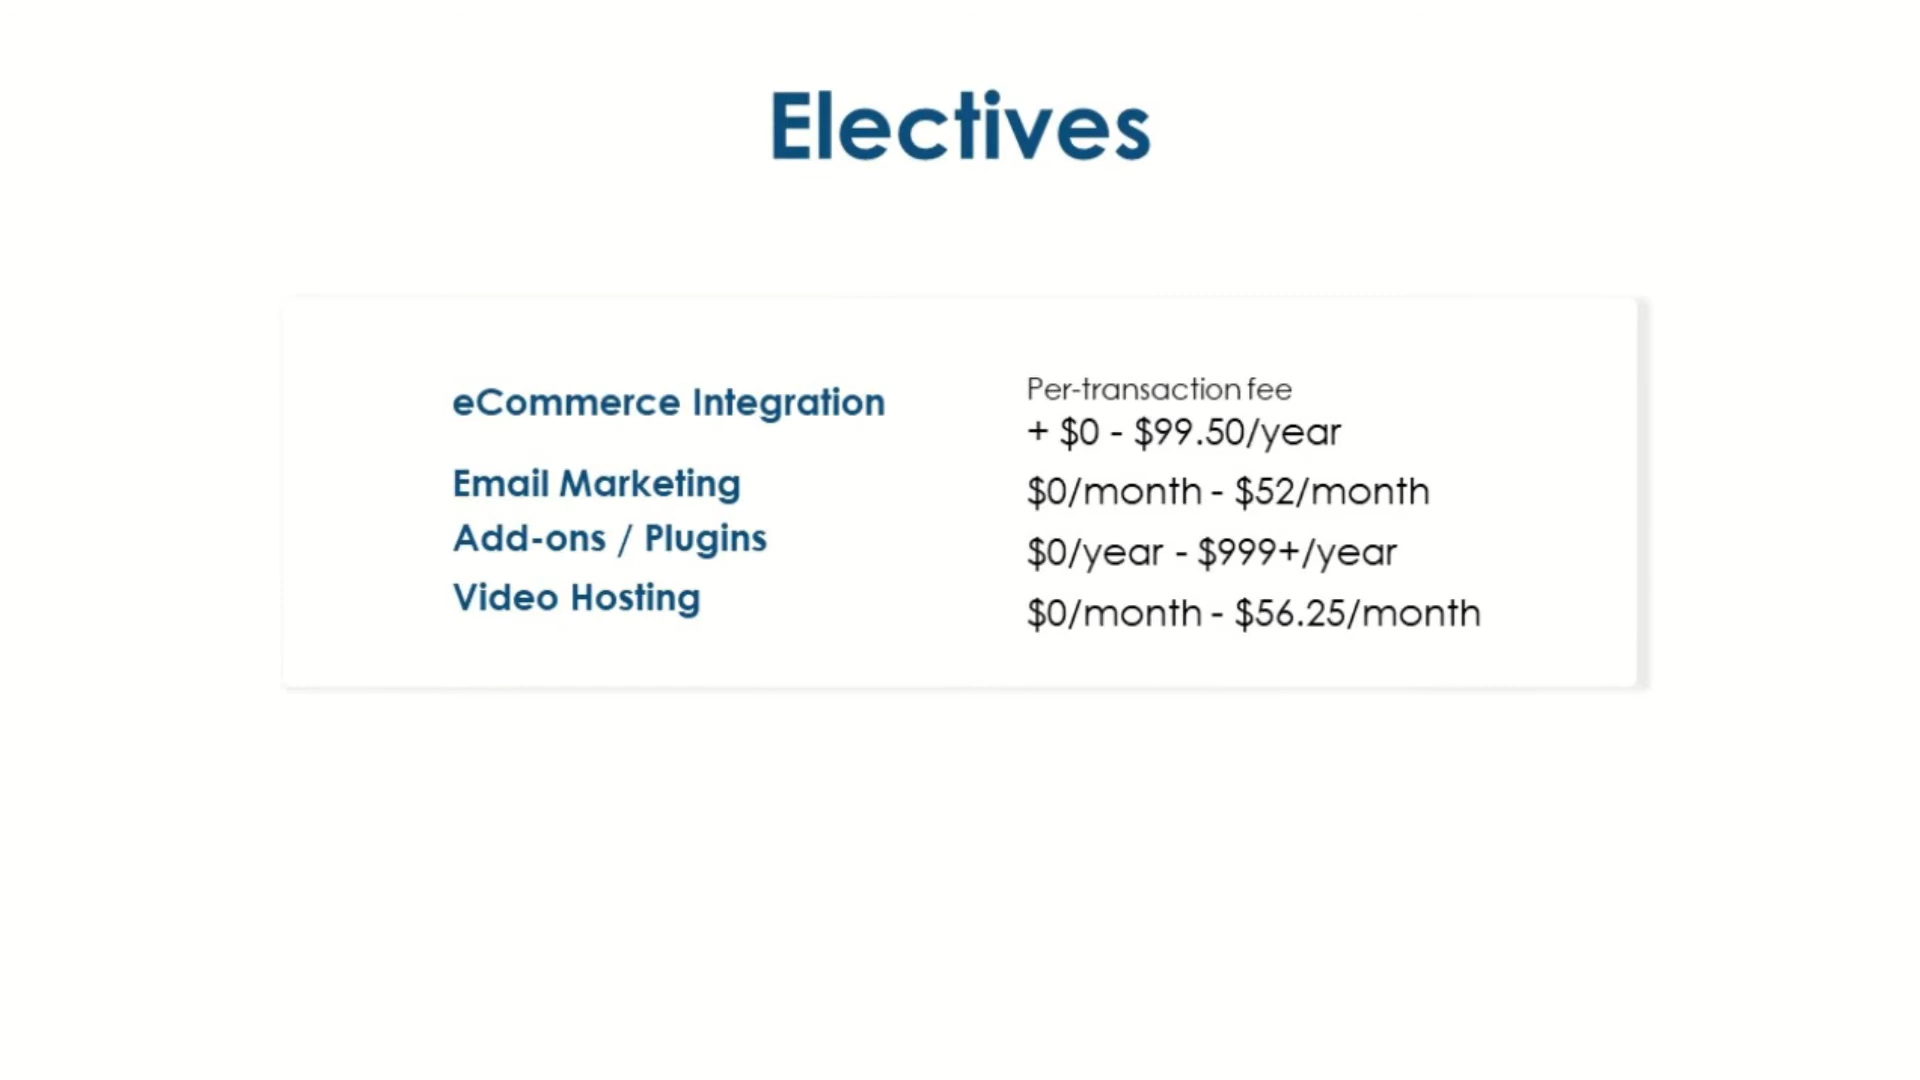 Electives
eCommerce Integration
Per-transaction fee
+ $0 - $99.50/year
Email Marketing
$0/month - $52/month
Add-ons / Plugins
$0/year - $999+/year
Video Hosting
$0/month - $56.25/month